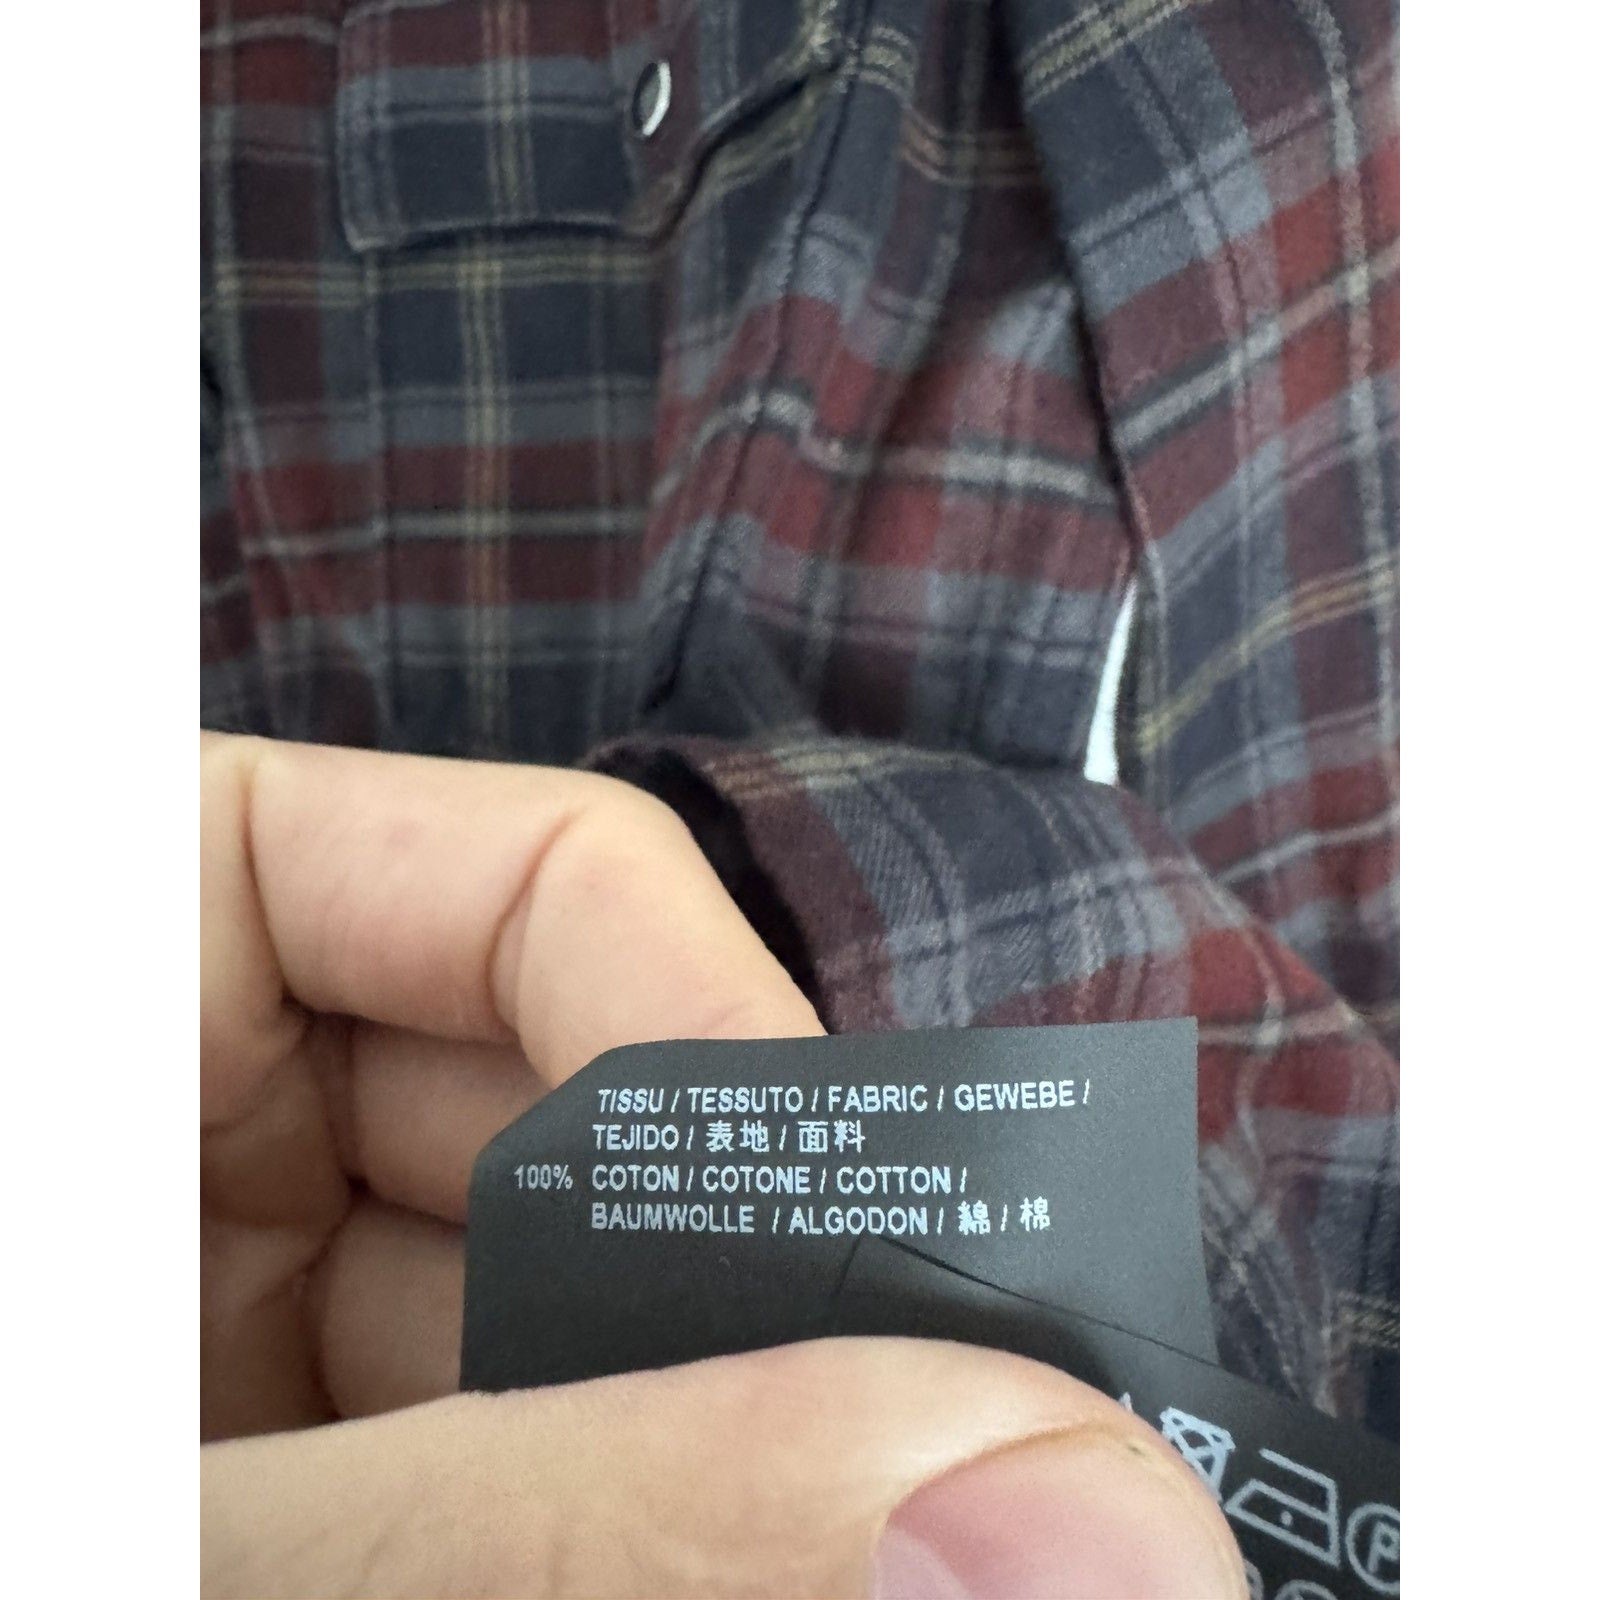 TISSU / TESSUTO / FABRIC / GEWEBE /
TEJIDO / 表地 / 面料
100% COTON / COTONE / COTTON /
BAUMWOLLE / ALGODON / 綿 / 棉
P